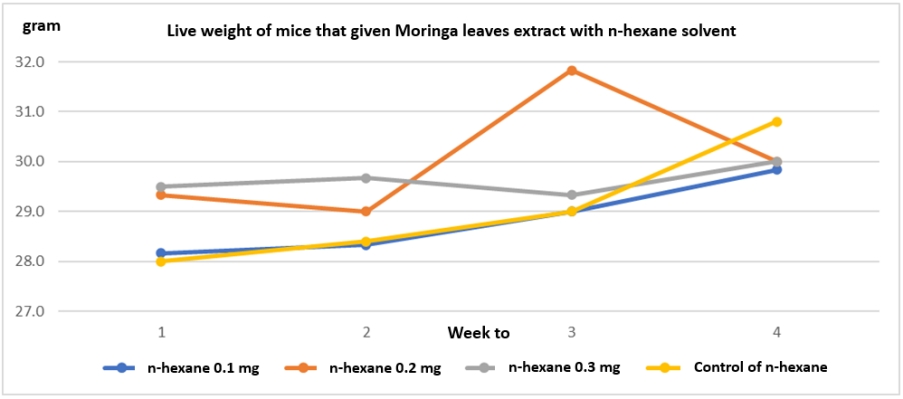 gram
Live weight of mice that given Moringa leaves extract with n-hexane solvent
32.0
31.0
30.0
29.0
28.0
27.0
1 2 Week to 3 4
n-hexane 0.1 mg n-hexane 0.2 mg n-hexane 0.3 mg Control of n-hexane